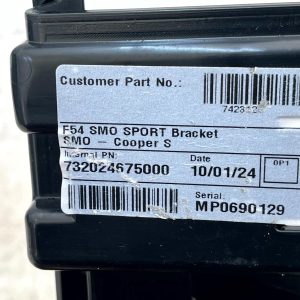 Customer Part No.:
F54 SMO SPORT Bracket
SMO – Cooper S
Internal PN: Date OP1
732024675000 10/01/24
Serial:
MP0690129